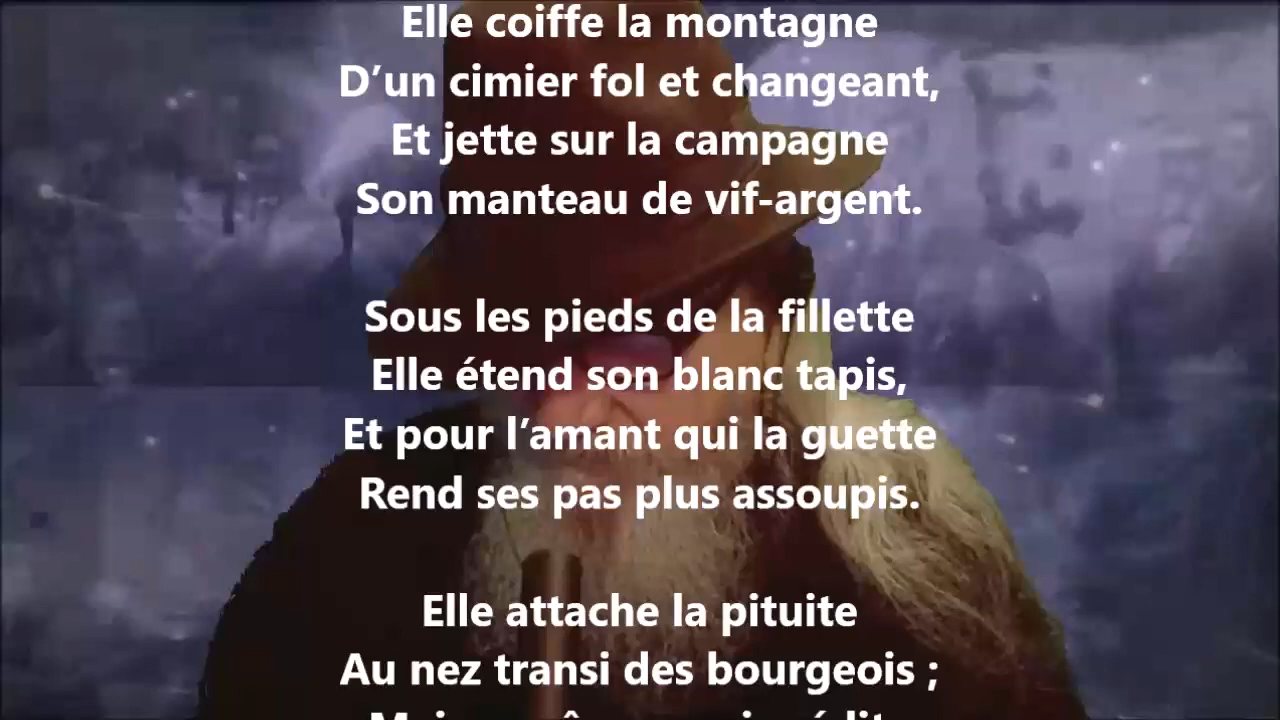 Elle coiffe la montagne
D’un cimier fol et changeant,
Et jette sur la campagne
Son manteau de vif-argent.
Sous les pieds de la fillette
Elle étend son blanc tapis,
Et pour l’amant qui la guette
Rend ses pas plus assoupis.
Elle attache la pituite
Au nez transi des bourgeois ;